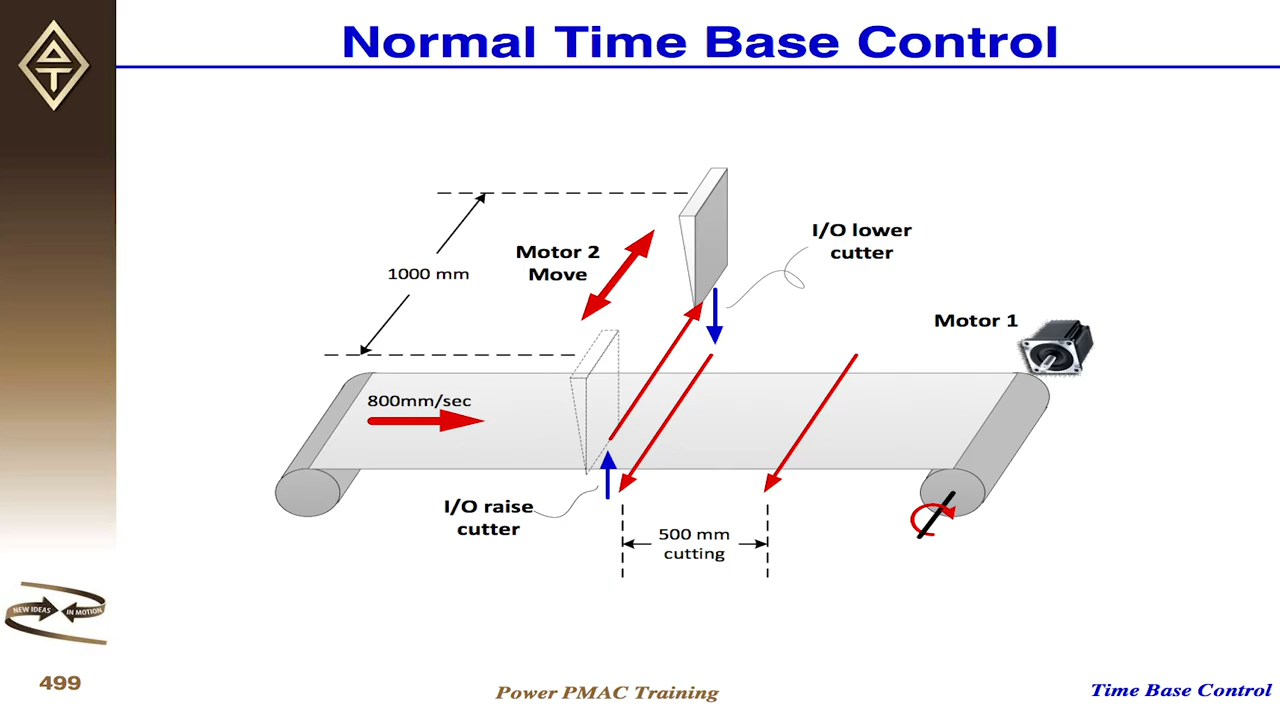 Normal Time Base Control
I/O lower
cutter
Motor 2
Move
1000 mm
Motor 1
800mm/sec
I/O raise
cutter
500 mm
cutting
NEW IDEAS
IN MOTION
499
Power PMAC Training
Time Base Control